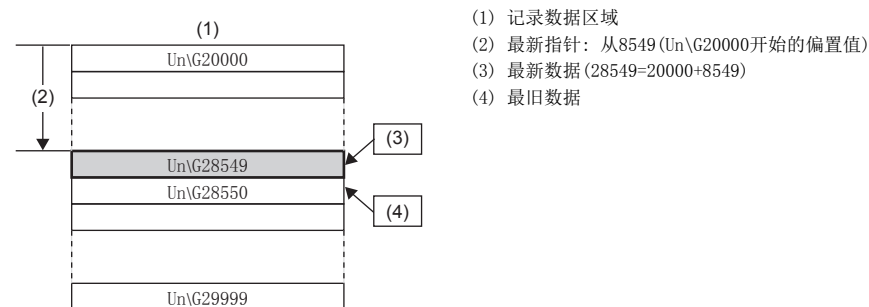 (1)
Un\G20000
(2)
(3)
Un\G28549
Un\G28550
(4)
Un\G29999
(1) 记录数据区域
(2) 最新指针: 从8549(Un\G20000开始的偏置值)
(3) 最新数据(28549=20000+8549)
(4) 最旧数据